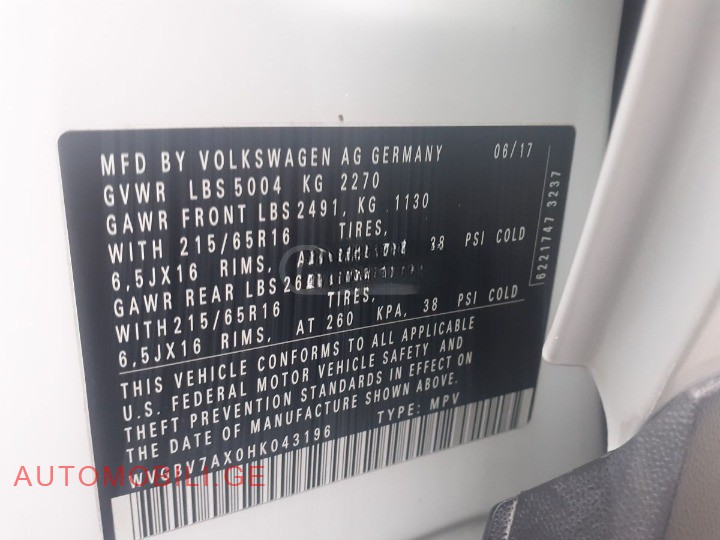 MFD BY VOLKSWAGEN AG GERMANY 06/17
GVWR LBS 5004 KG 2270
GAWR FRONT LBS 2491, KG 1130
WITH 215/65R16 TIRES,
6,5JX16 RIMS, 38 PSI COLD
GAWR REAR
WITH 215/65R16 TIRES,
6,5JX16 RIMS, AT 260 KPA, 38 PSI COLD
THIS VEHICLE CONFORMS TO ALL APPLICABLE
U.S. FEDERAL MOTOR VEHICLE SAFETY AND
THEFT PREVENTION STANDARDS IN EFFECT ON
THE DATE OF MANUFACTURE SHOWN ABOVE.
TYPE: MPV
6221747 3237
AUTOMOBILI.GE